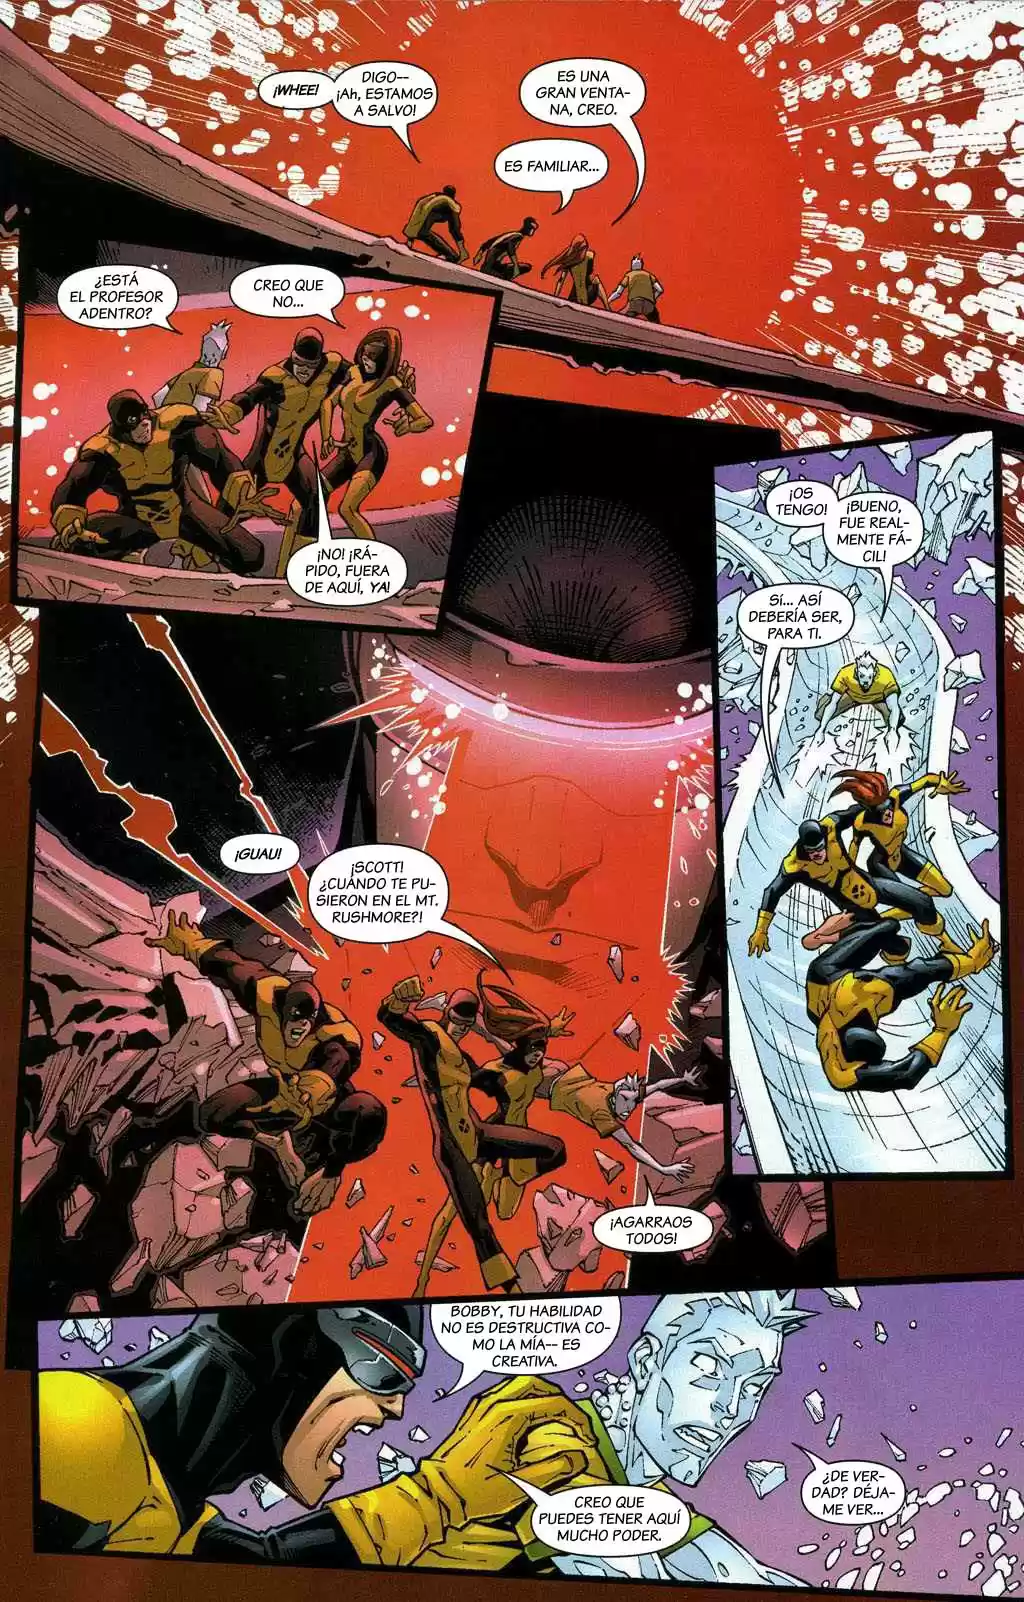 ¡WHEE!
DIGO--
¡Ah, ESTAMOS
A SALVO!
ES UNA
GRAN VENTA-
NA, CREO.
ES FAMILIAR...
¿ESTÁ
EL PROFESOR
ADENTRO?
CREO QUE
NO...
¡NO! ¡RÁ-
PIDO, FUERA
DE AQUÍ, YA!
¡GUAU!
¡SCOTT!
¿CUÁNDO TE PU-
SIERON EN EL MT.
RUSHMORE?!
¡AGARRAOS
TODOS!
¡OS
TENGO!
¡BUENO,
FUE REAL-
MENTE FÁ-
CIL!
SI... ASÍ
DEBERÍA SER,
PARA TI.
BOBBY, TU HABILIDAD
NO ES DESTRUCTIVA CO-
MO LA MÍA-- ES
CREATIVA.
CREO QUE
PUEDES TENER AQUÍ
MUCHO PODER.
¿DE VER-
DAD? DÉJA-
ME VER...